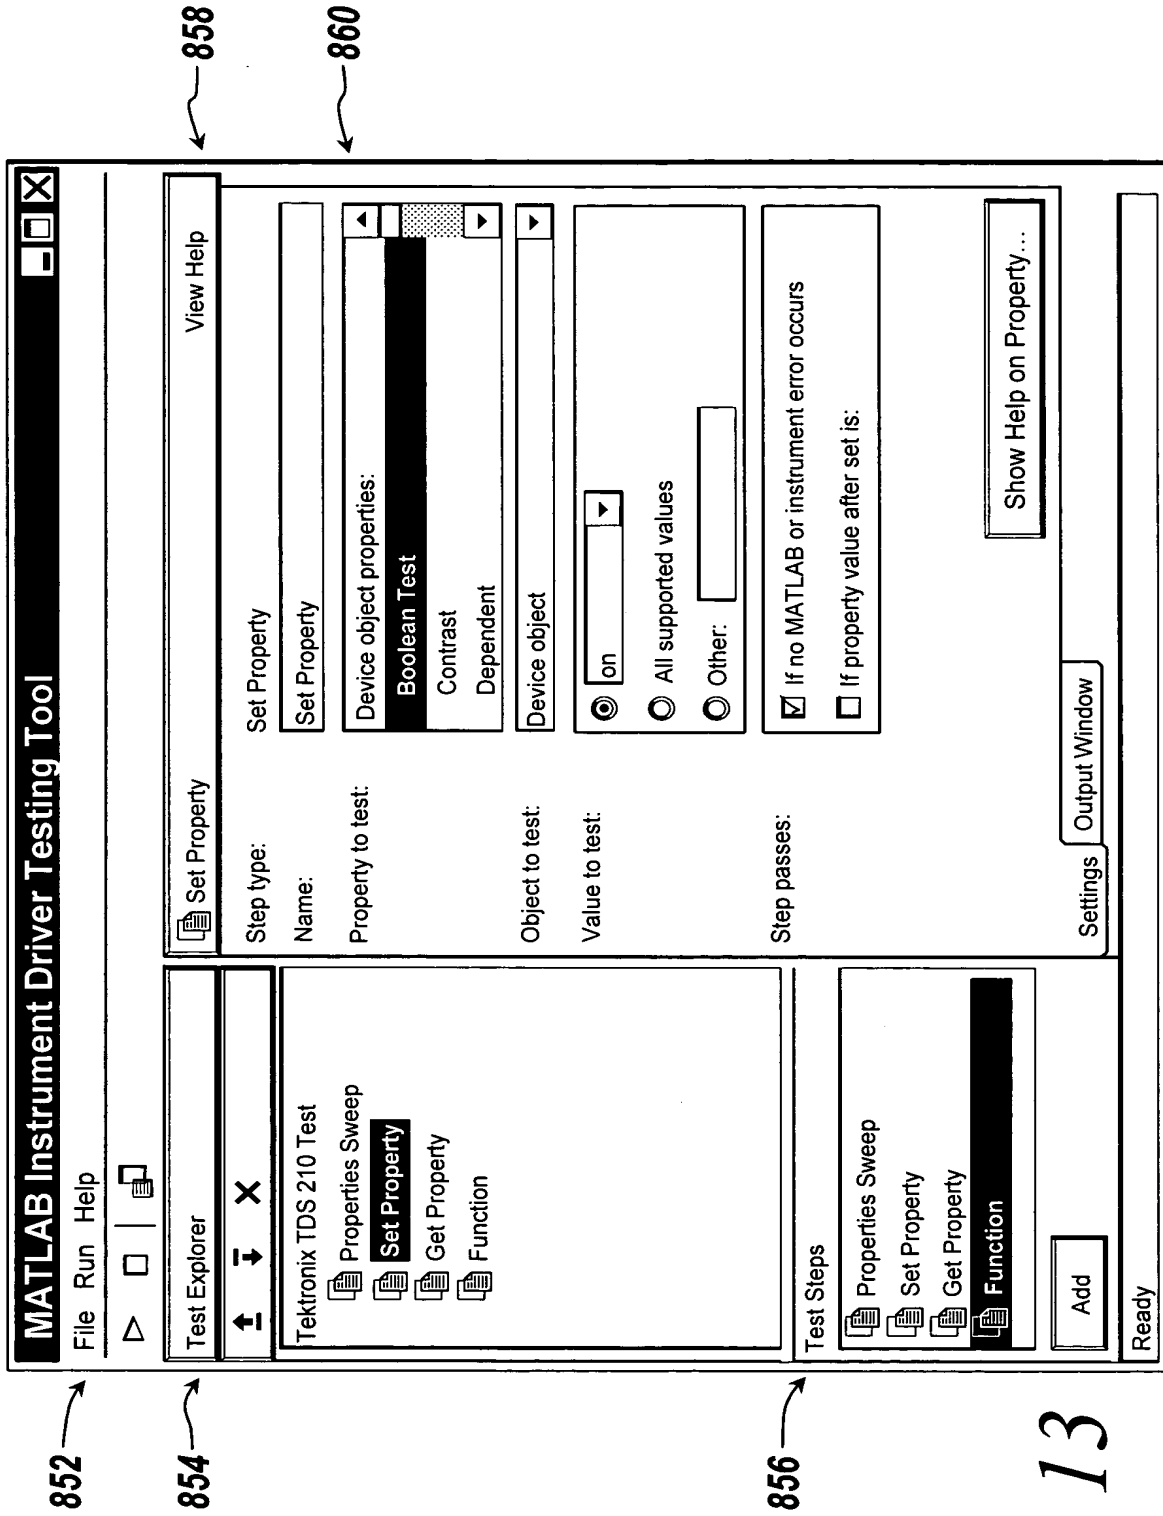 MATLAB Instrument Driver Testing Tool
File Run Help
852
854
Test Explorer
Tektronix TDS 210 Test
Properties Sweep
Set Property
Get Property
Function
856
Test Steps
Properties Sweep
Set Property
Get Property
Function
Add
Ready
858
Set Property
View Help
860
Step type:
Set Property
Name:
Set Property
Property to test:
Device object properties:
Boolean Test
Contrast
Dependent
Object to test:
Device object
Value to test:
on
All supported values
Other:
Step passes:
If no MATLAB or instrument error occurs
If property value after set is:
Show Help on Property...
Settings
Output Window
13